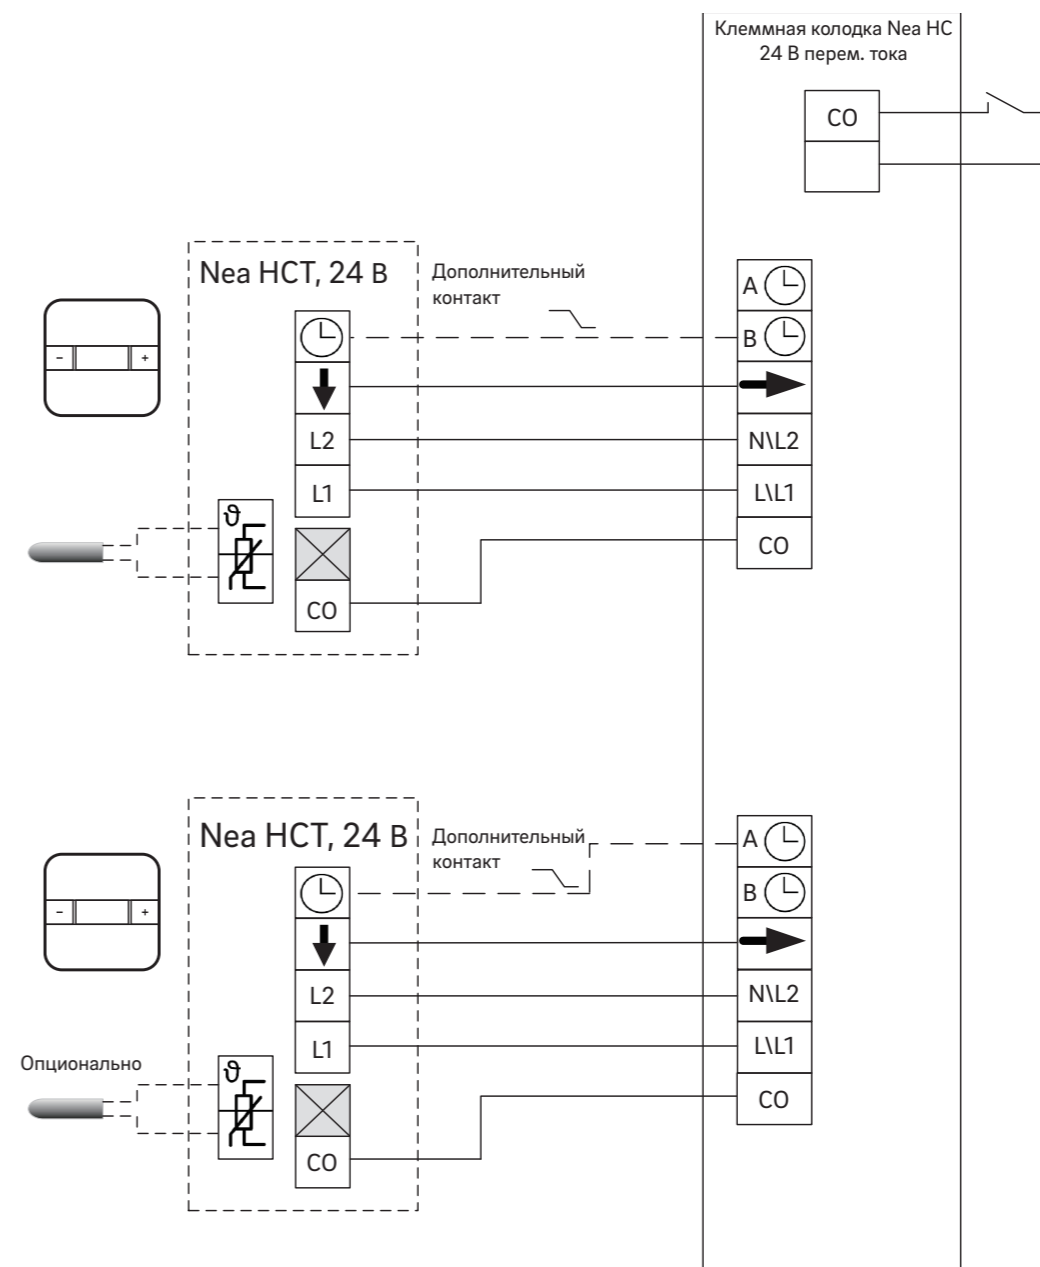 Клеммная колодка Nea HC
24 В перем. тока
CO
Nea HCT, 24 В
Дополнительный
контакт
A
B
- +
L2
N\L2
L1
L\L1
ϑ
CO
CO
Nea HCT, 24 В
Дополнительный
контакт
A
B
- +
L2
N\L2
L1
L\L1
Опционально
ϑ
CO
CO